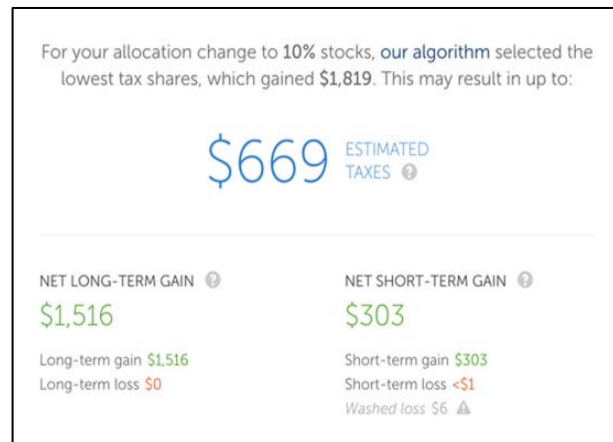 For your allocation change to 10% stocks, our algorithm selected the
lowest tax shares, which gained $1,819. This may result in up to:
$669 ESTIMATED
TAXES ?
NET LONG-TERM GAIN ?
$1,516
Long-term gain $1,516
Long-term loss $0
NET SHORT-TERM GAIN ?
$303
Short-term gain $303
Short-term loss <$1
Washed loss $6